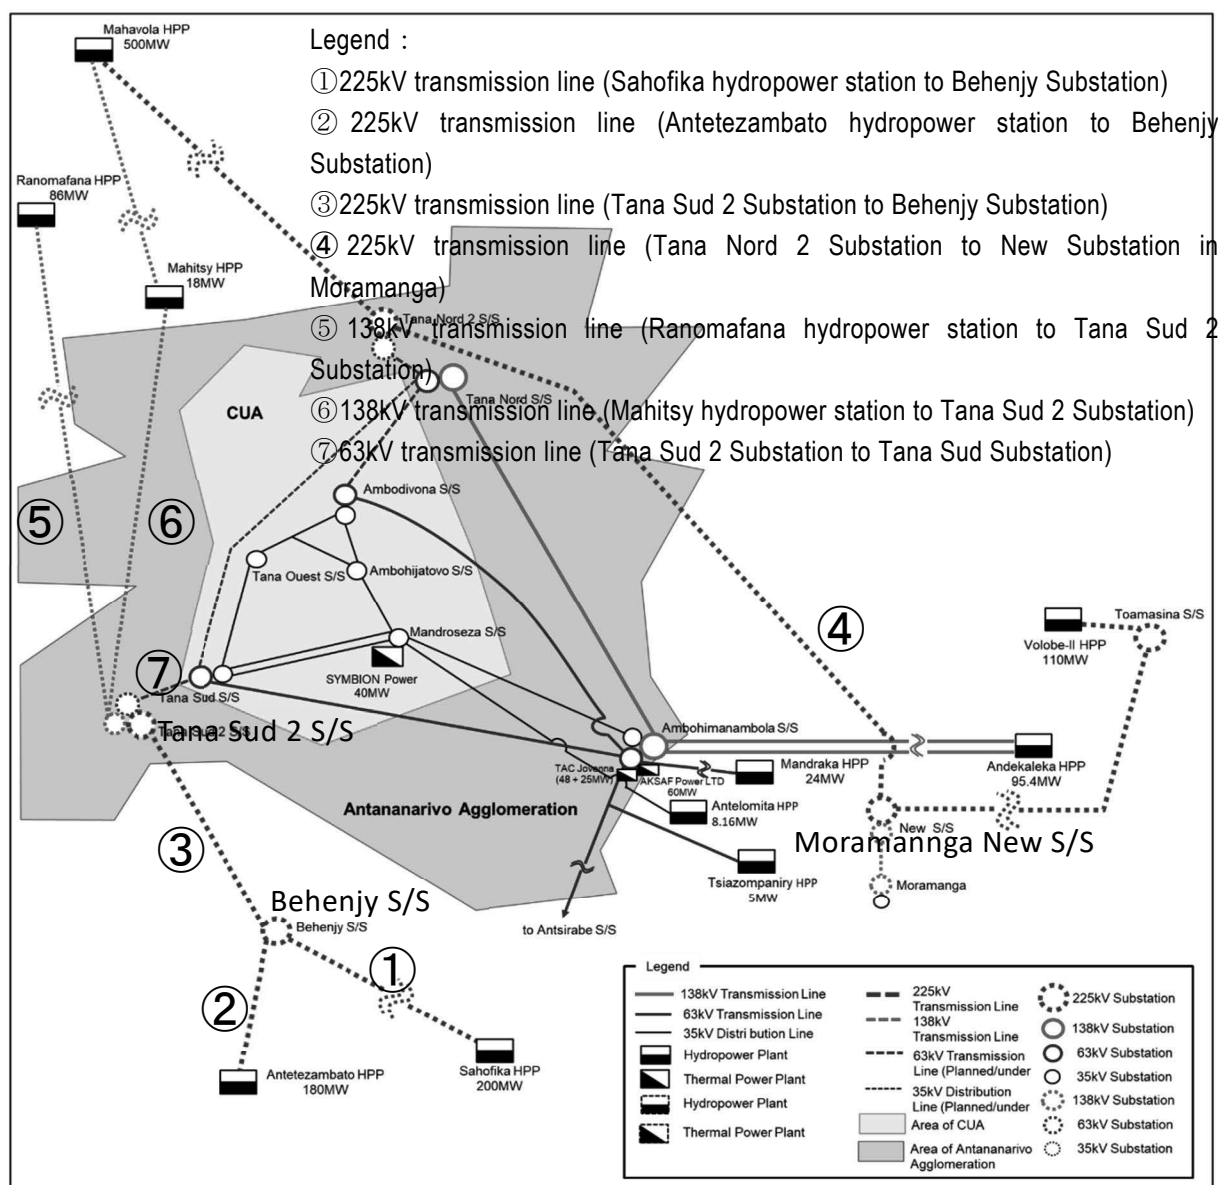 Mahavola HPP
500MW
Legend :
①225kV transmission line (Sahofika hydropower station to Behenjy Substation)
② 225kV transmission line (Antetezambato hydropower station to Behenjy
Substation)
③225kV transmission line (Tana Sud 2 Substation to Behenjy Substation)
④ 225kV transmission line (Tana Nord 2 Substation to New Substation in
Moramanga)
⑤ 138kV transmission line (Ranomafana hydropower station to Tana Sud 2
Substation)
⑥138kV transmission line (Mahitsy hydropower station to Tana Sud 2 Substation)
⑦63kV transmission line (Tana Sud 2 Substation to Tana Sud Substation)
Ranomafana HPP
86MW
Mahitsy HPP
18MW
Tana Nord 2 S/S
Tana Nord S/S
CUA
Ambodivona S/S
⑤
⑥
Tana Ouest S/S
Ambohijatovo S/S
Mandroseza S/S
④
Toamasina S/S
Volobe-II HPP
110MW
SYMBION Power
40MW
⑦
Tana Sud S/S
Tana Sud 2 S/S
Tana Sud 2 S/S
Ambohimanambola S/S
TAC Jovenna
(48 + 25MW)
AKSAF Power LTD
60MW
Mandraka HPP
24MW
Andekaleka HPP
95.4MW
Antananarivo Agglomeration
Antelomita HPP
8.16MW
New S/S
Moramannga New S/S
③
Tsiazompaniry HPP
5MW
Moramanga
Behenjy S/S
Behenjy S/S
to Antsirabe S/S
①
②
Antetezambato HPP
180MW
Sahofika HPP
200MW
Legend
138kV Transmission Line
63kV Transmission Line
35kV Distri bution Line
Hydropower Plant
Thermal Power Plant
Hydropower Plant
Thermal Power Plant
225kV
Transmission Line
138kV
Transmission Line
63kV Transmission
Line (Planned/under
35kV Distribution
Line (Planned/under
Area of CUA
Area of Antananarivo
Agglomeration
225kV Substation
138kV Substation
63kV Substation
35kV Substation
138kV Substation
63kV Substation
35kV Substation